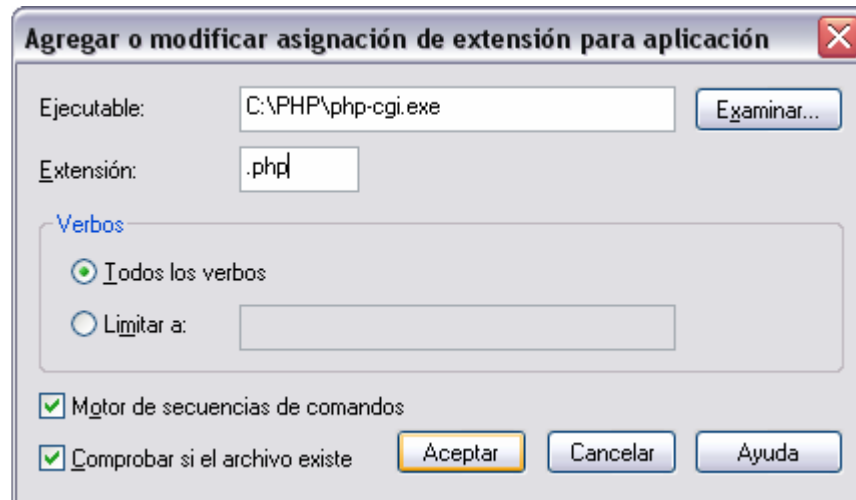 Agregar o modificar asignación de extensión para aplicación
Ejecutable: C:\PHP\php-cgi.exe Examinar...
Extensión: .php
Verbos
Todos los verbos
Limitar a:
Motor de secuencias de comandos
Comprobar si el archivo existe Aceptar Cancelar Ayuda